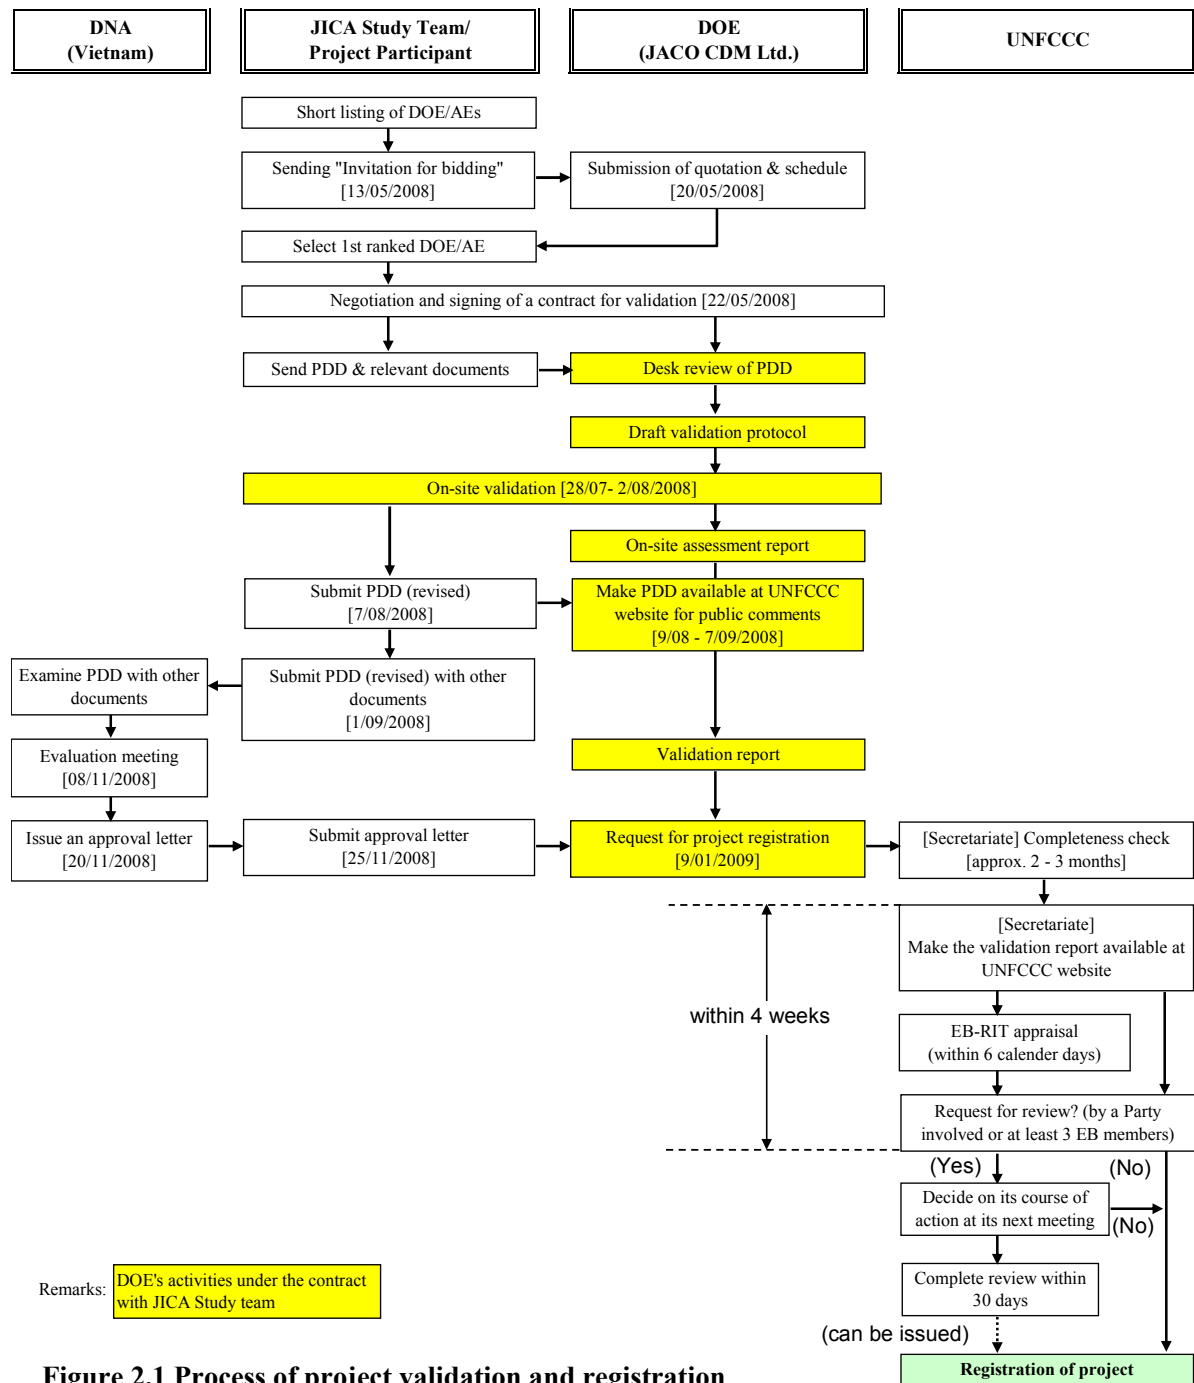 DNA
(Vietnam)
JICA Study Team/
Project Participant
DOE
(JACO CDM Ltd.)
UNFCCC
Short listing of DOE/AEs
Sending "Invitation for bidding"
[13/05/2008]
Submission of quotation & schedule
[20/05/2008]
Select 1st ranked DOE/AE
Negotiation and signing of a contract for validation [22/05/2008]
Send PDD & relevant documents
Desk review of PDD
Draft validation protocol
On-site validation [28/07- 2/08/2008]
On-site assessment report
Submit PDD (revised)
[7/08/2008]
Make PDD available at UNFCCC
website for public comments
[9/08 - 7/09/2008]
Examine PDD with other
documents
Submit PDD (revised) with other
documents
[1/09/2008]
Evaluation meeting
[08/11/2008]
Validation report
Issue an approval letter
[20/11/2008]
Submit approval letter
[25/11/2008]
Request for project registration
[9/01/2009]
[Secretariate] Completeness check
[approx. 2 - 3 months]
[Secretariate]
Make the validation report available at
UNFCCC website
within 4 weeks
EB-RIT appraisal
(within 6 calender days)
Request for review? (by a Party
involved or at least 3 EB members)
(Yes)
(No)
Decide on its course of
action at its next meeting
(No)
Remarks:
DOE's activities under the contract
with JICA Study team
Complete review within
30 days
(can be issued)
Registration of project
Figure 2.1 Process of project validation and registration